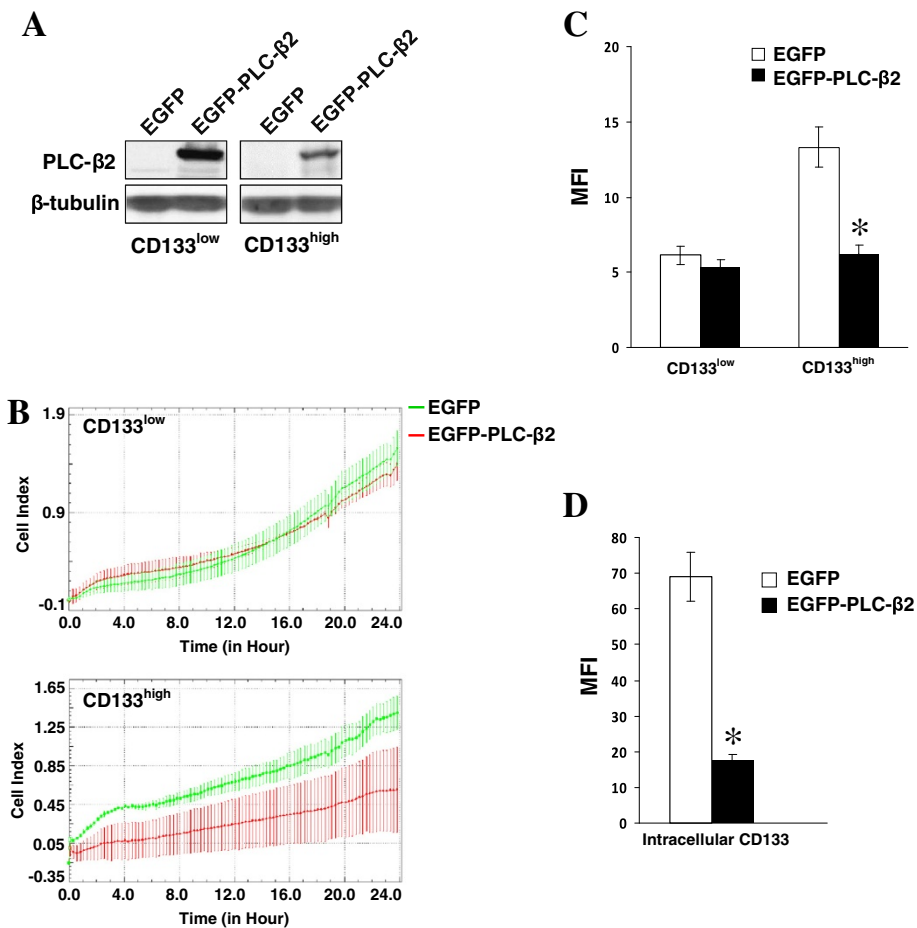 A
EGFP
EGFP-PLC-β2
EGFP
EGFP-PLC-β2
PLC-β2
β-tubulin
CD133low
CD133high
B
CD133low
EGFP
EGFP-PLC-β2
Cell Index
1.9
0.9
-0.1
0.0 4.0 8.0 12.0 16.0 20.0 24.0
Time (in Hour)
CD133high
Cell Index
1.65
1.25
0.85
0.45
0.05
-0.35
0.0 4.0 8.0 12.0 16.0 20.0 24.0
Time (in Hour)
C
EGFP
EGFP-PLC-β2
MFI
20
15
10
5
0
*
CD133low CD133high
D
EGFP
EGFP-PLC-β2
MFI
80
70
60
50
40
30
20
10
0
*
Intracellular CD133